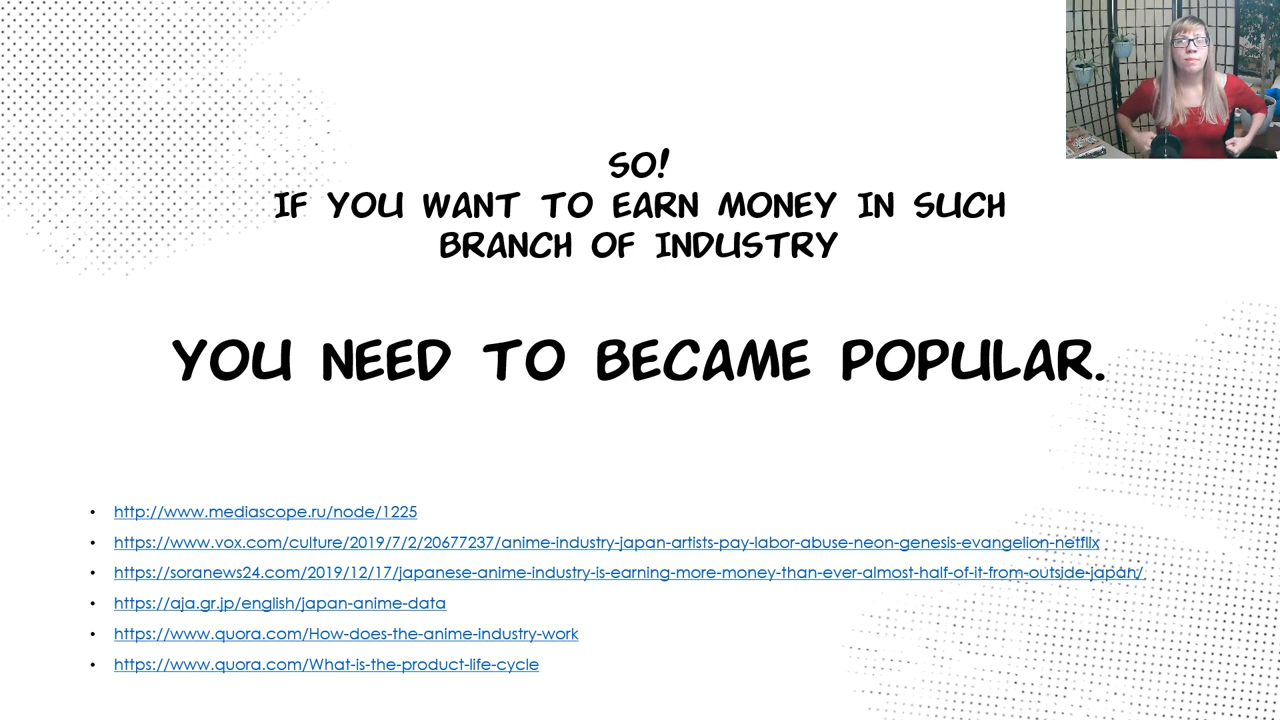 SO!
IF YOU WANT TO EARN MONEY IN SUCH
BRANCH OF INDUSTRY
YOU NEED TO BECAME POPULAR.
• http://www.mediascope.ru/node/1225
• https://www.vox.com/culture/2019/7/2/20677237/anime-industry-japan-artists-pay-labor-abuse-neon-genesis-evangelion-netflix
• https://soranews24.com/2019/12/17/japanese-anime-industry-is-earning-more-money-than-ever-almost-half-of-it-from-outside-japan/
• https://aja.gr.jp/english/japan-anime-data
• https://www.quora.com/How-does-the-anime-industry-work
• https://www.quora.com/What-is-the-product-life-cycle